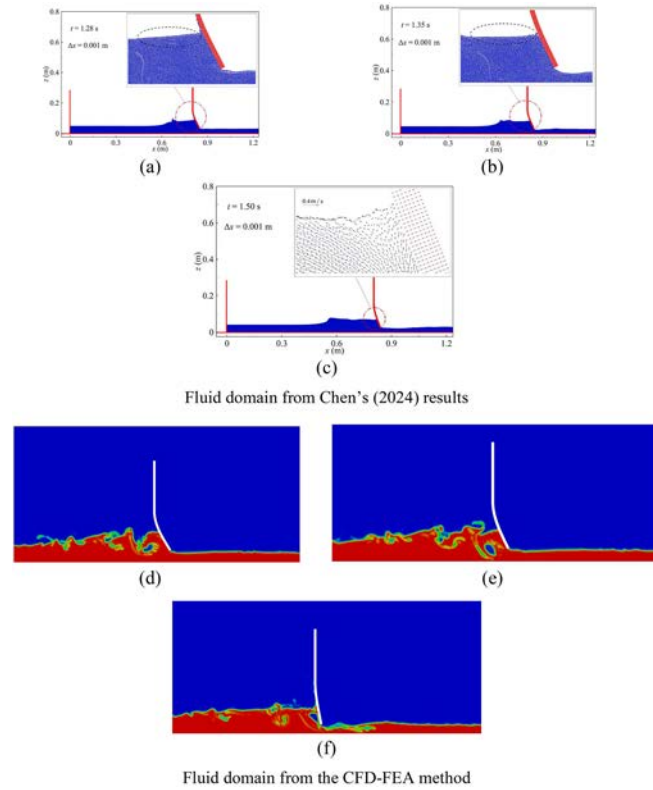 0.8
0.6
0.4
0.2
0
z (m)
t = 1.28 s
Δx = 0.001 m
0 0.3 0.6 0.9 1.2
x (m)
(a)
0.8
0.6
0.4
0.2
0
z (m)
t = 1.35 s
Δx = 0.001 m
0 0.3 0.6 0.9 1.2
x (m)
(b)
0.8
0.6
0.4
0.2
0
z (m)
t = 1.50 s
Δx = 0.001 m
0.4 m/s
0 0.3 0.6 0.9 1.2
x (m)
(c)
Fluid domain from Chen's (2024) results
(d)
(e)
(f)
Fluid domain from the CFD-FEA method